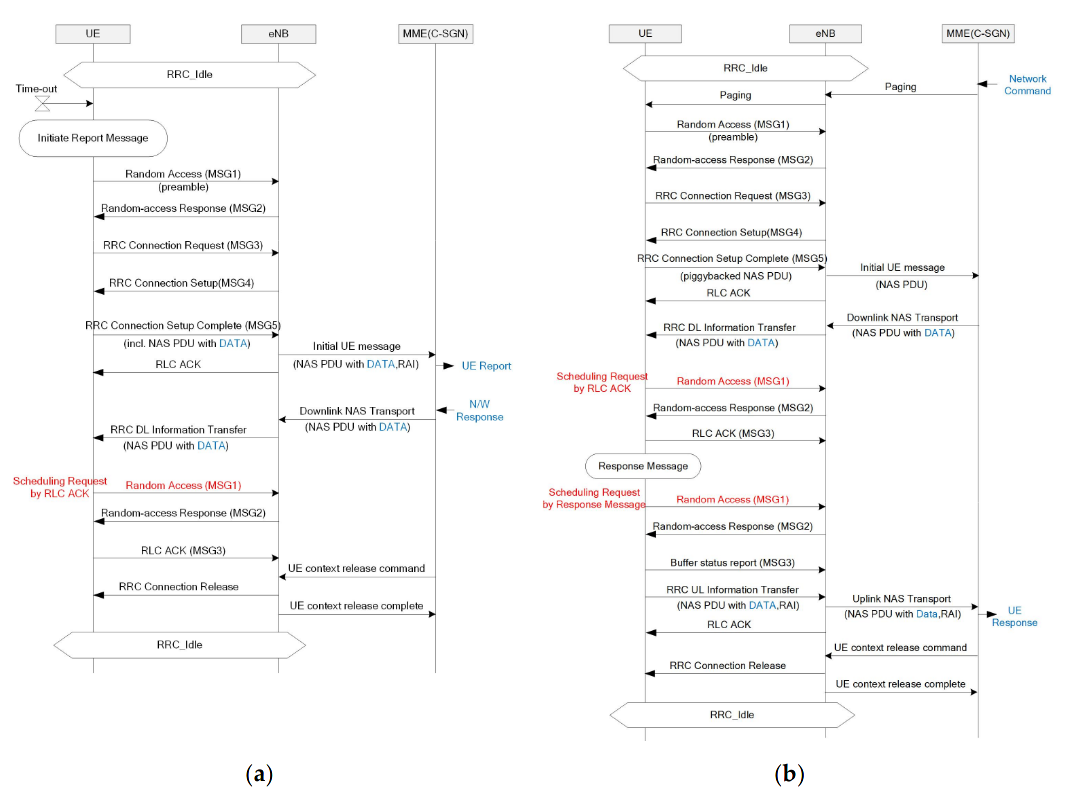 UE
eNB
MME(C-SGN)
RRC_Idle
Time-out
Initiate Report Message
Random Access (MSG1)
(preamble)
Random-access Response (MSG2)
RRC Connection Request (MSG3)
RRC Connection Setup(MSG4)
RRC Connection Setup Complete (MSG5)
(incl. NAS PDU with DATA)
Initial UE message
(NAS PDU with DATA,RAI)
UE Report
RLC ACK
N/W
Response
Downlink NAS Transport
(NAS PDU with DATA)
RRC DL Information Transfer
(NAS PDU with DATA)
Scheduling Request
by RLC ACK
Random Access (MSG1)
Random-access Response (MSG2)
RLC ACK (MSG3)
UE context release command
RRC Connection Release
UE context release complete
RRC_Idle
(a)
UE
eNB
MME(C-SGN)
RRC_Idle
Network
Command
Paging
Paging
Random Access (MSG1)
(preamble)
Random-access Response (MSG2)
RRC Connection Request (MSG3)
RRC Connection Setup(MSG4)
RRC Connection Setup Complete (MSG5)
(piggybacked NAS PDU)
Initial UE message
(NAS PDU)
RLC ACK
Downlink NAS Transport
(NAS PDU with DATA)
RRC DL Information Transfer
(NAS PDU with DATA)
Scheduling Request
by RLC ACK
Random Access (MSG1)
Random-access Response (MSG2)
RLC ACK (MSG3)
Response Message
Scheduling Request
by Response Message
Random Access (MSG1)
Random-access Response (MSG2)
Buffer status report (MSG3)
RRC UL Information Transfer
(NAS PDU with DATA,RAI)
Uplink NAS Transport
(NAS PDU with Data,RAI)
UE
Response
RLC ACK
UE context release command
RRC Connection Release
UE context release complete
RRC_Idle
(b)